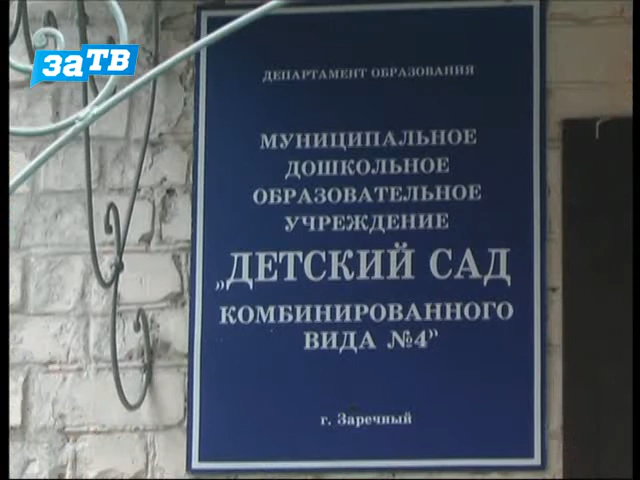 заТВ
ДЕПАРТАМЕНТ ОБРАЗОВАНИЯ
МУНИЦИПАЛЬНОЕ
ДОШКОЛЬНОЕ
ОБРАЗОВАТЕЛЬНОЕ
УЧРЕЖДЕНИЕ
„ДЕТСКИЙ САД
КОМБИНИРОВАННОГО
ВИДА №4”
г. Заречный